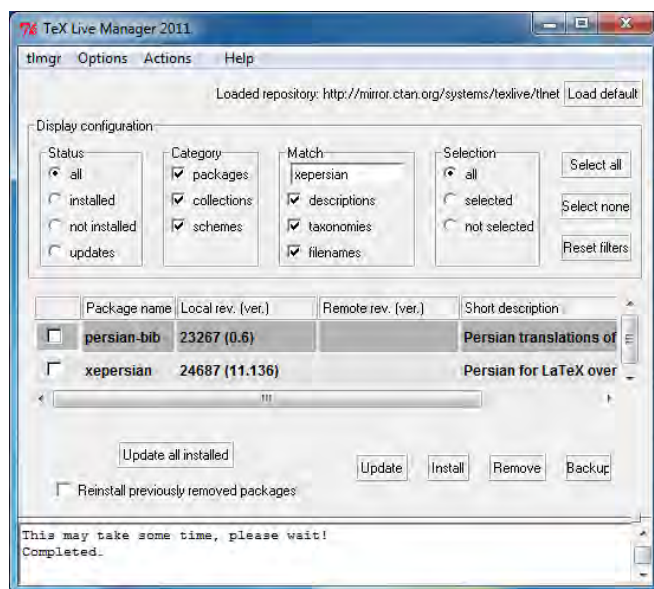 TeX Live Manager 2011
tlmgr Options Actions Help
Loaded repository: http://mirror.ctan.org/systems/texlive/tlnet Load default
Display configuration
Status Category Match Selection
all packages xepersian all Select all
installed collections descriptions selected Select none
not installed schemes taxonomies not selected
updates filenames Reset filters
Package name Local rev. (ver.) Remote rev. (ver.) Short description
persian-bib 23267 (0.6) Persian translations of
xepersian 24687 (11.136) Persian for LaTeX over
Update all installed
Update Install Remove Backup
Reinstall previously removed packages
This may take some time, please wait!
Completed.